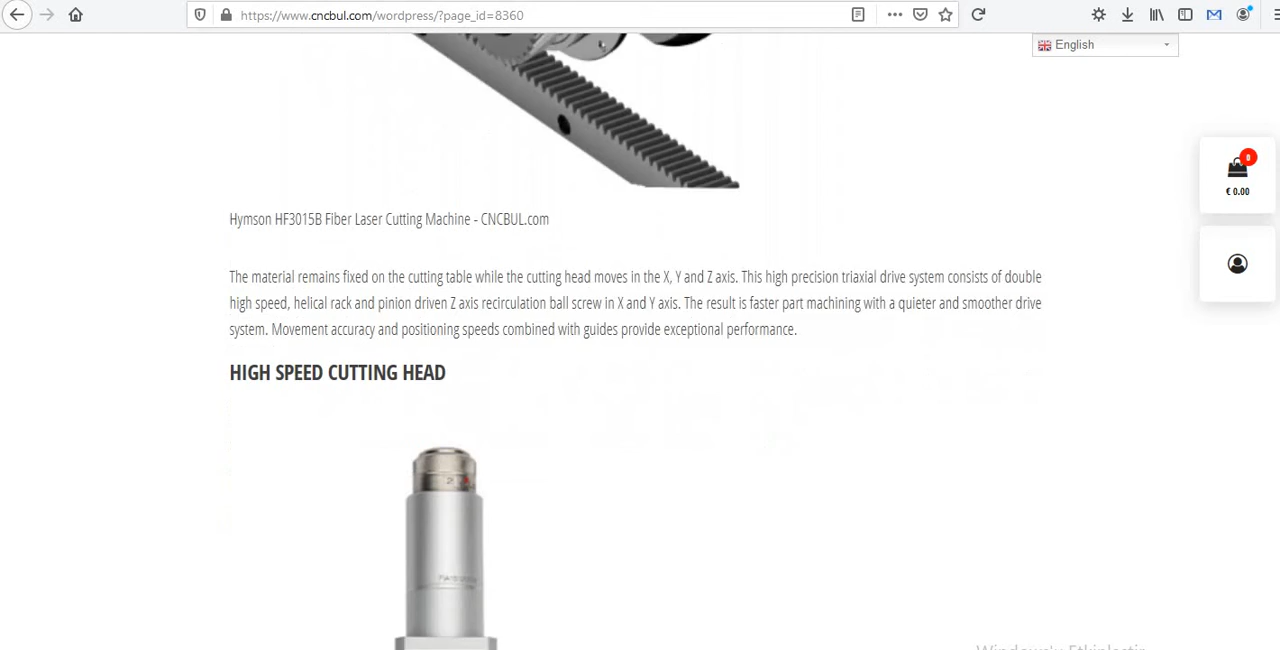 https://www.cncbul.com/wordpress/?page_id=8360
English
0
€ 0.00
Hymson HF3015B Fiber Laser Cutting Machine - CNCBUL.com
The material remains fixed on the cutting table while the cutting head moves in the X, Y and Z axis. This high precision triaxial drive system consists of double
high speed, helical rack and pinion driven Z axis recirculation ball screw in X and Y axis. The result is faster part machining with a quieter and smoother drive
system. Movement accuracy and positioning speeds combined with guides provide exceptional performance.
HIGH SPEED CUTTING HEAD
2
Windows'u Etkinleştir